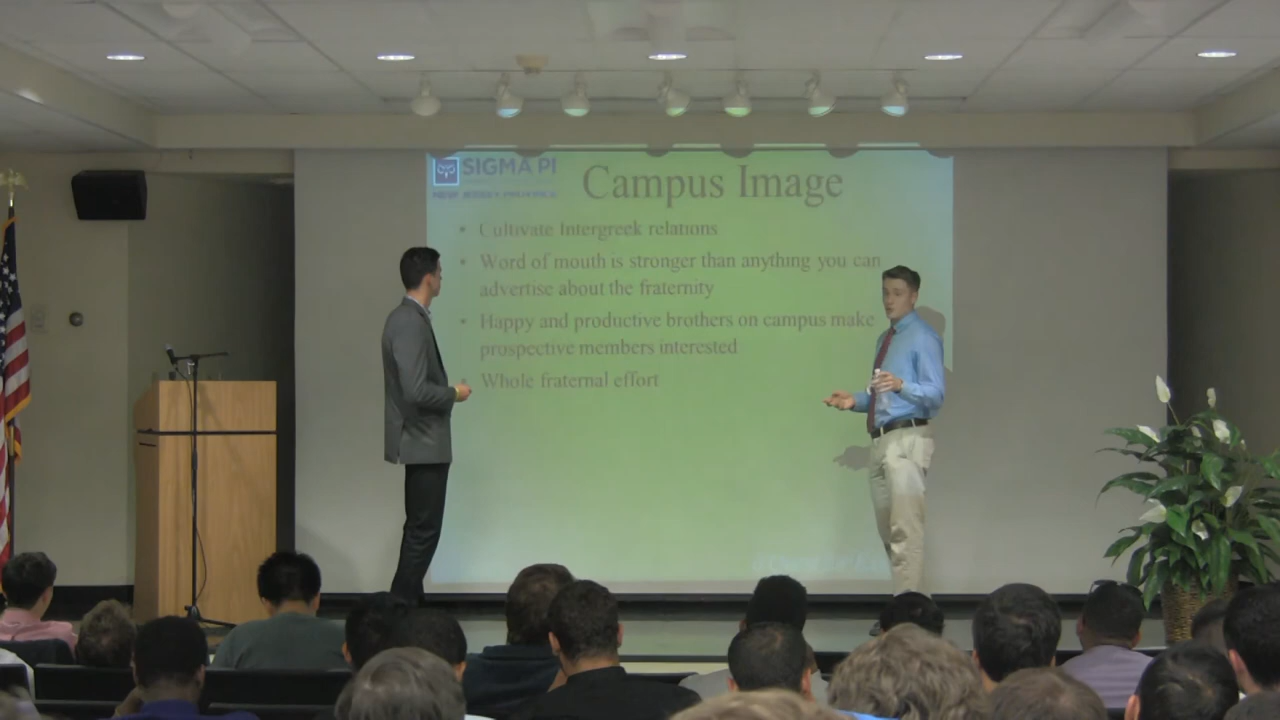 SIGMA PI
Campus Image
• Cultivate Intergreek relations
• Word of mouth is stronger than anything you can
advertise about the fraternity
• Happy and productive brothers on campus make
prospective members interested
• Whole fraternal effort